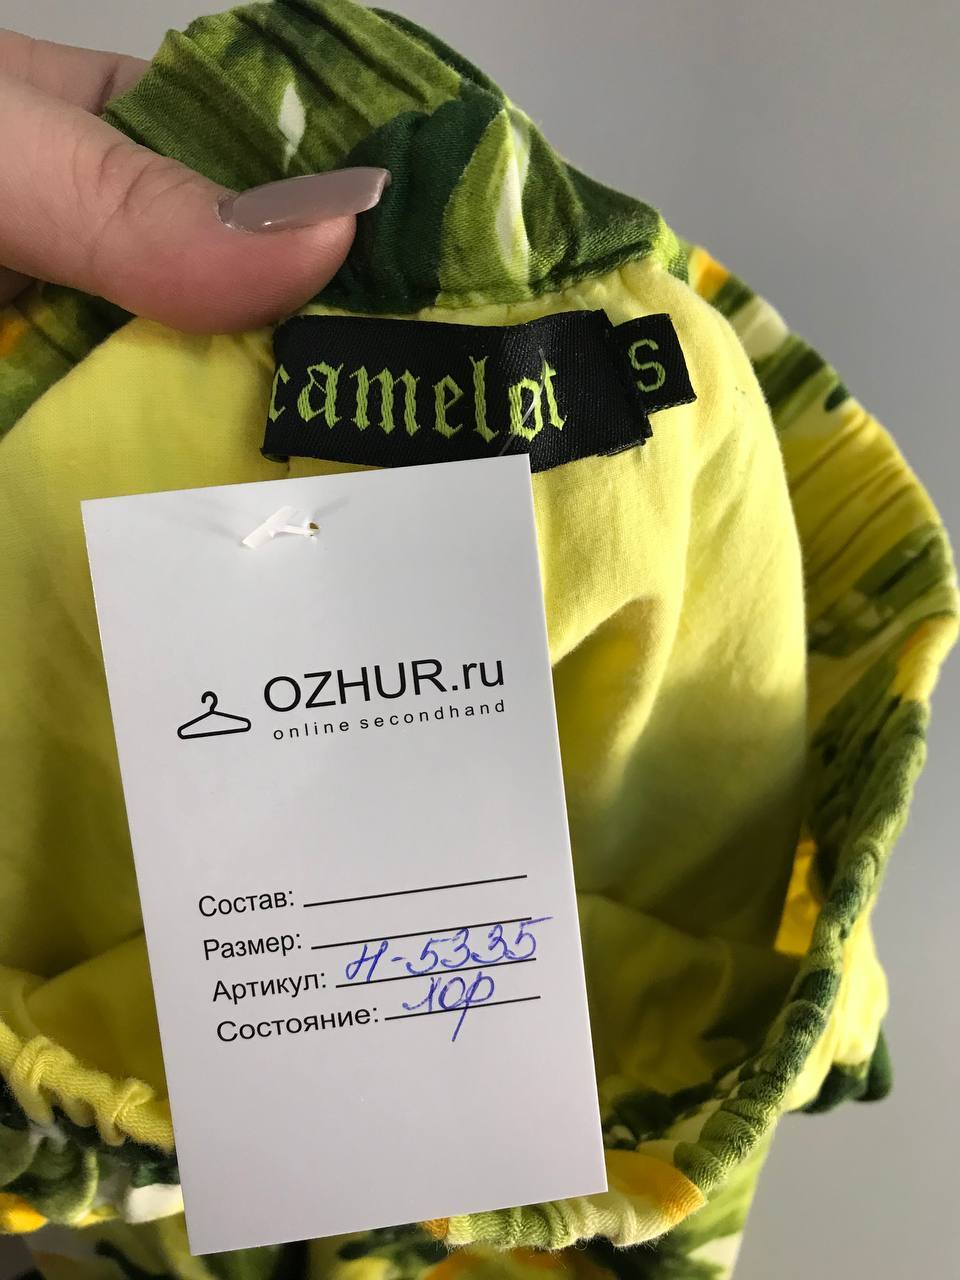 camelot
S
OZHUR.ru
online secondhand
Состав:
Размер:
Артикул: Н-5335
Состояние: хор